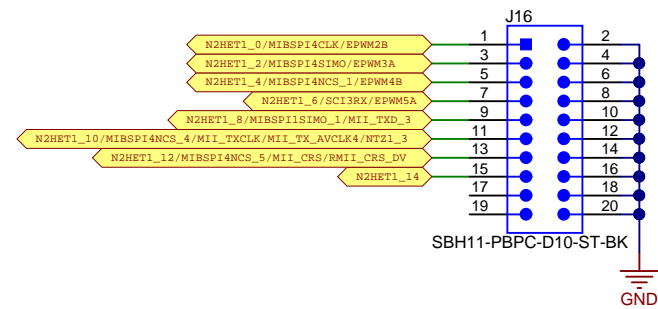 J16
N2HET1_0/MIBSPI4CLK/EPWM2B 1 2
N2HET1_2/MIBSPI4SIMO/EPWM3A 3 4
N2HET1_4/MIBSPI4NCS_1/EPWM4B 5 6
N2HET1_6/SCI3RX/EPWM5A 7 8
N2HET1_8/MIBSPI1SIMO_1/MII_TXD_3 9 10
N2HET1_10/MIBSPI4NCS_4/MII_TXCLK/MII_TX_AVCLK4/NTZ1_3 11 12
N2HET1_12/MIBSPI4NCS_5/MII_CRS/RMII_CRS_DV 13 14
N2HET1_14 15 16
17 18
19 20
SBH11-PBPC-D10-ST-BK
GND